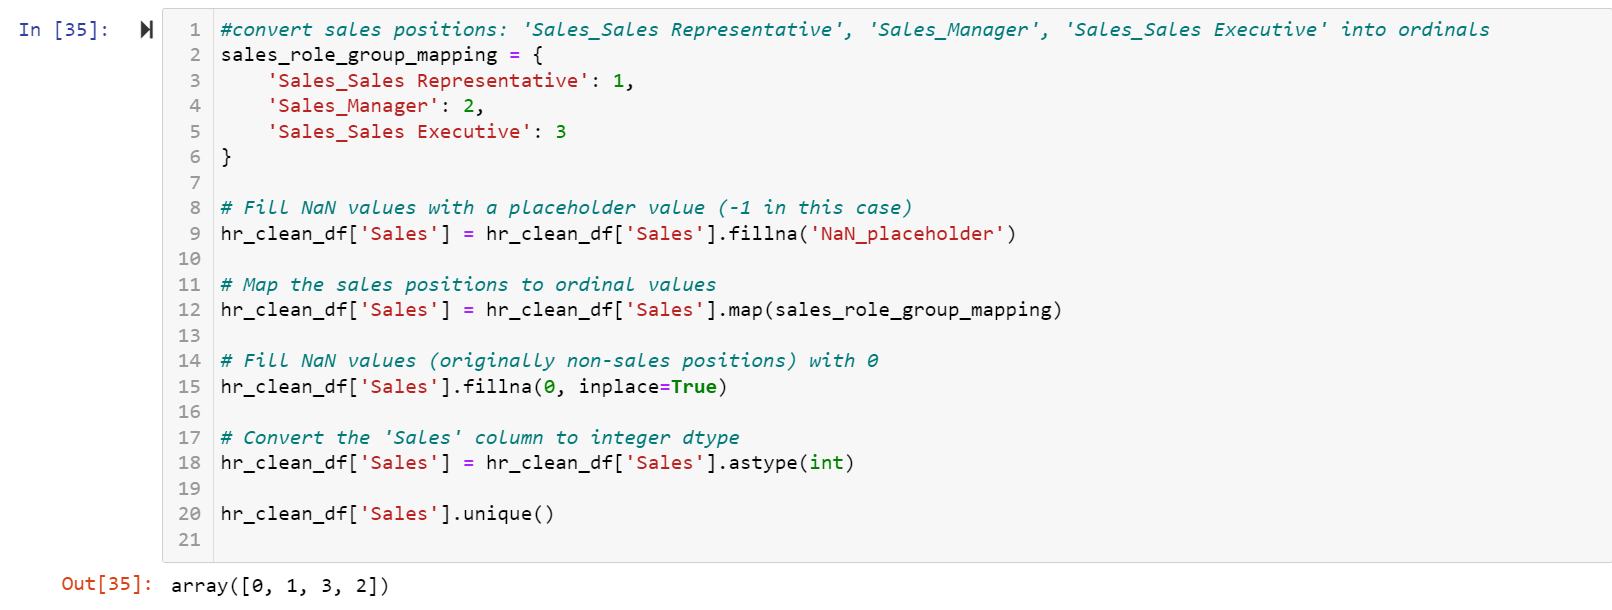 In [35]:
1 #convert sales positions: 'Sales_Sales Representative', 'Sales_Manager', 'Sales_Sales Executive' into ordinals
2 sales_role_group_mapping = {
3     'Sales_Sales Representative': 1,
4     'Sales_Manager': 2,
5     'Sales_Sales Executive': 3
6 }
7
8 # Fill NaN values with a placeholder value (-1 in this case)
9 hr_clean_df['Sales'] = hr_clean_df['Sales'].fillna('NaN_placeholder')
10
11 # Map the sales positions to ordinal values
12 hr_clean_df['Sales'] = hr_clean_df['Sales'].map(sales_role_group_mapping)
13
14 # Fill NaN values (originally non-sales positions) with 0
15 hr_clean_df['Sales'].fillna(0, inplace=True)
16
17 # Convert the 'Sales' column to integer dtype
18 hr_clean_df['Sales'] = hr_clean_df['Sales'].astype(int)
19
20 hr_clean_df['Sales'].unique()
21
Out[35]: array([0, 1, 3, 2])